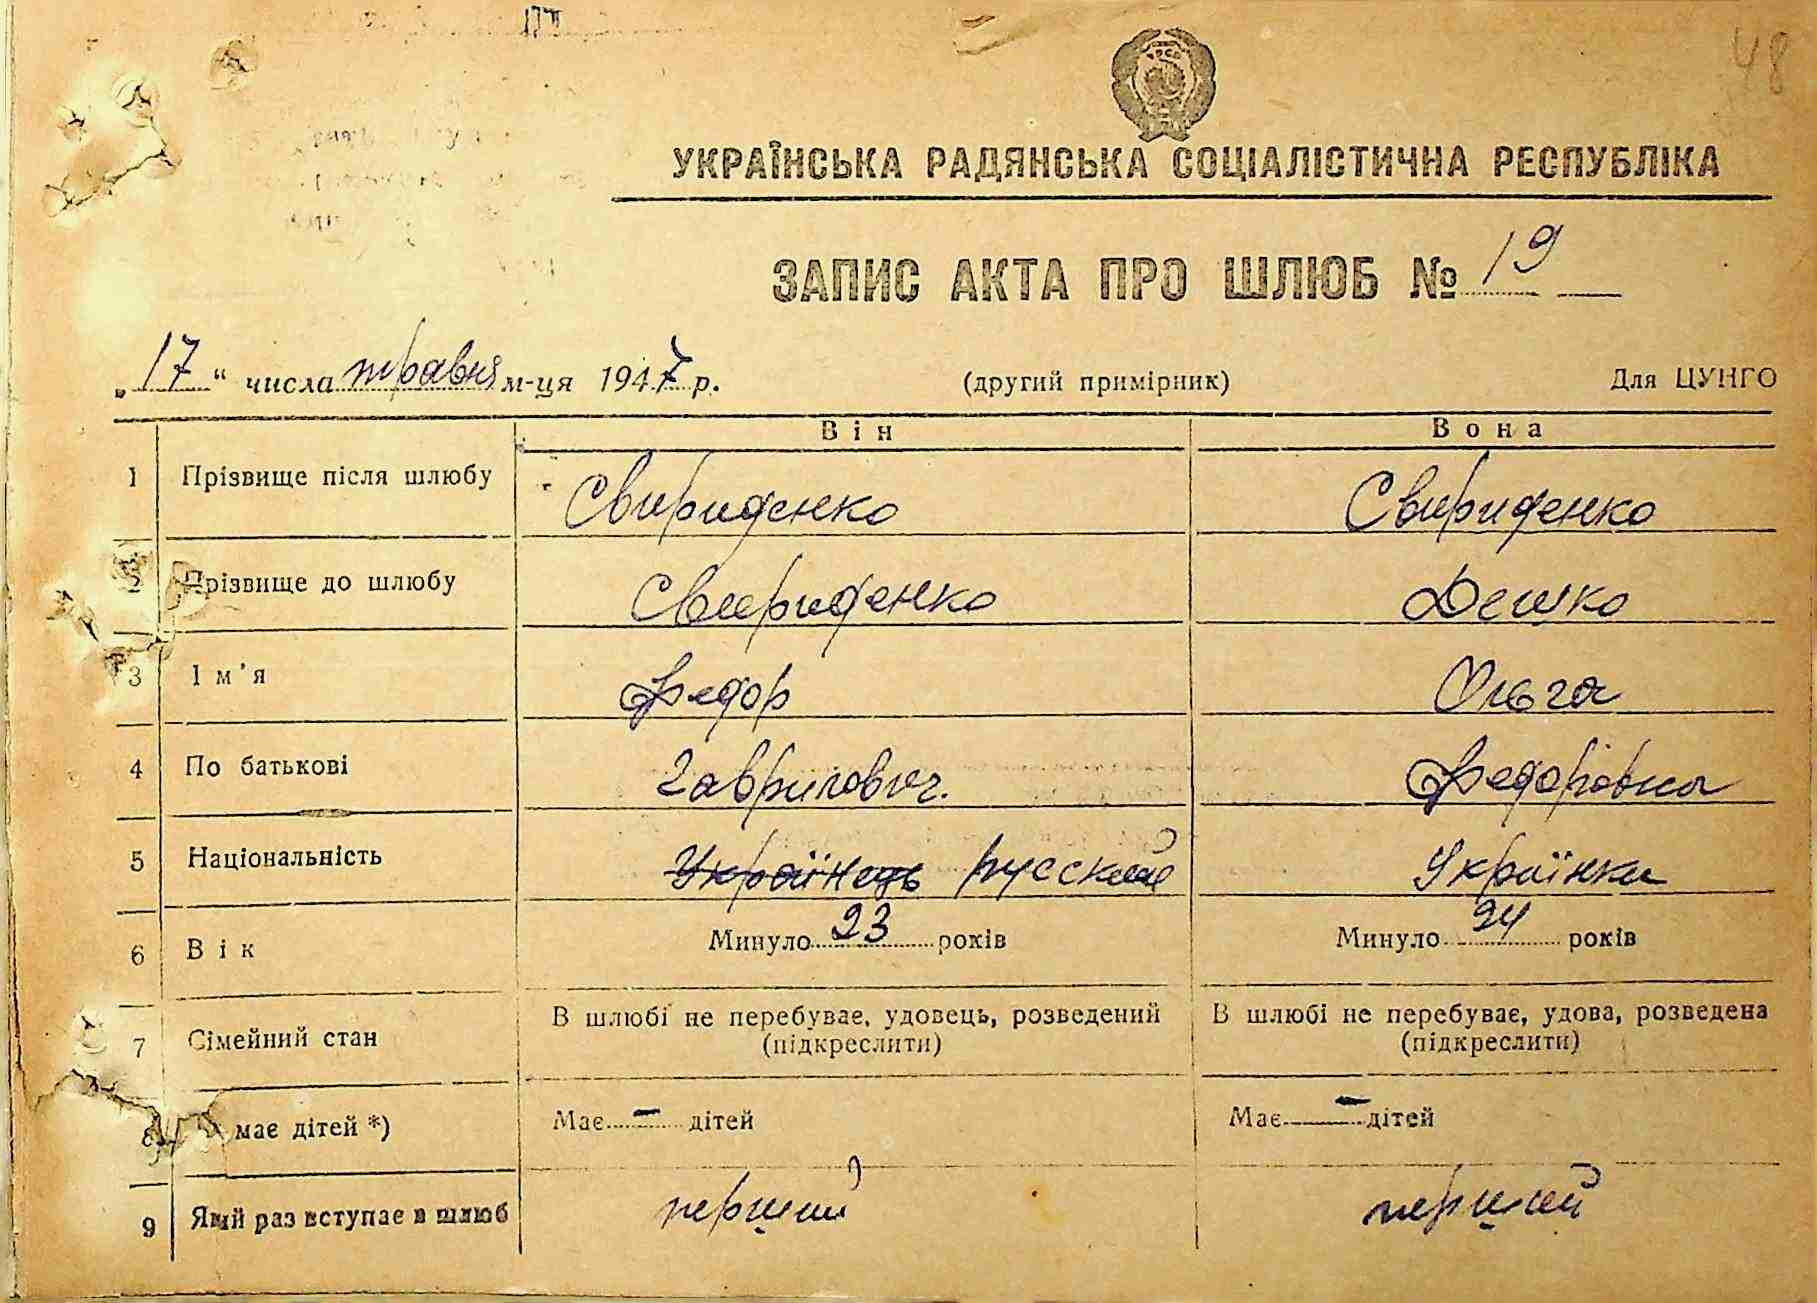 48
УКРАЇНСЬКА РАДЯНСЬКА СОЦІАЛІСТИЧНА РЕСПУБЛІКА
ЗАПИС АКТА ПРО ШЛЮБ № 19
„17“ числа травня м-ця 1947 р. (другий примірник) Для ЦУНГО
Він Вона
1 Прізвище після шлюбу Свириденко Свириденко
2 Прізвище до шлюбу Свириденко Дешко
3 Ім'я Федор Ольга
4 По батькові Гаврилович. Федоровна
5 Національність Українець русский Українка
6 Вік Минуло 23 років Минуло 24 років
7 Сімейний стан В шлюбі не перебуває, удовець, розведений В шлюбі не перебуває, удова, розведена
(підкреслити) (підкреслити)
8 має дітей *) Має – дітей Має – дітей
9 Який раз вступає в шлюб перший перший